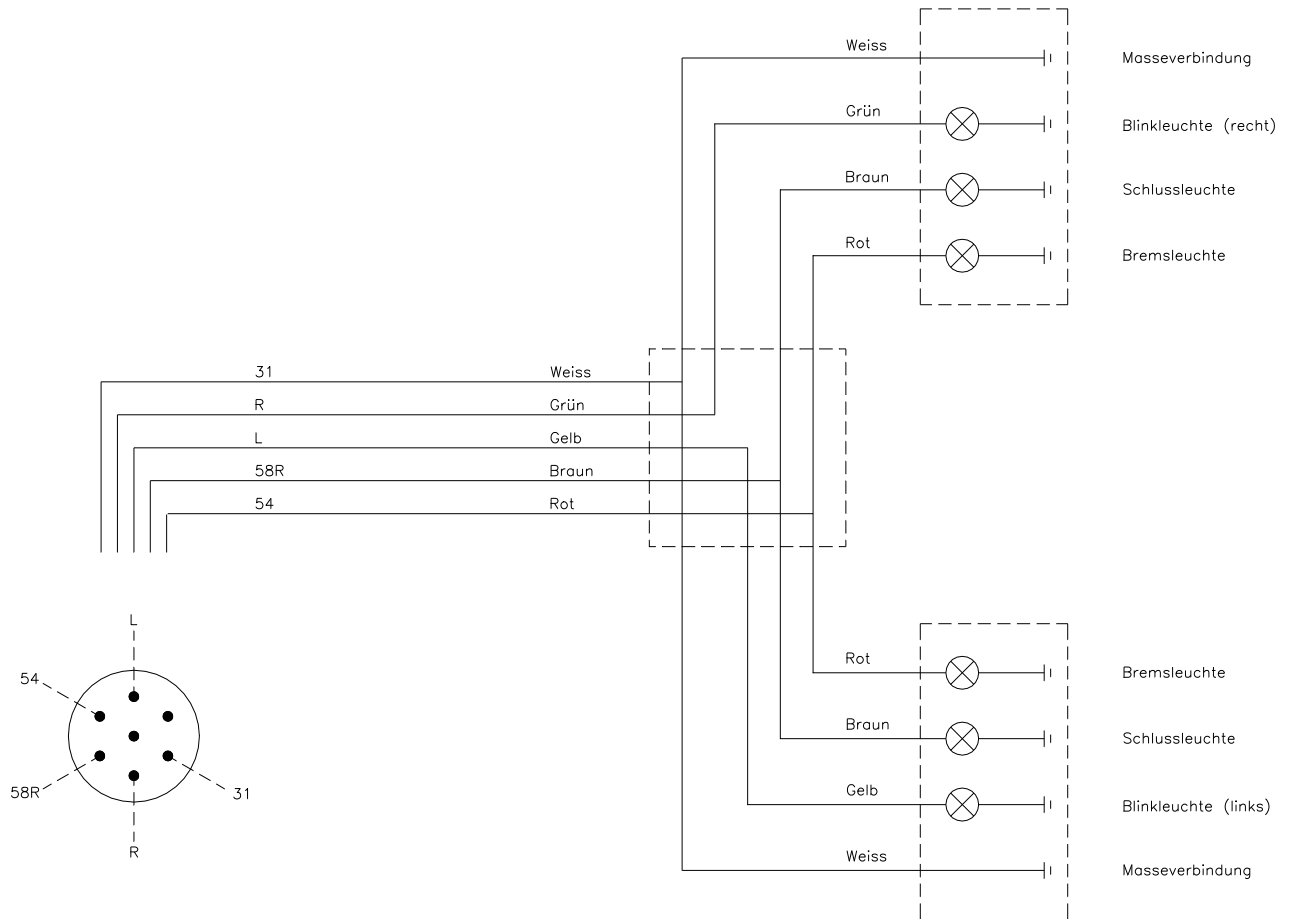 Weiss
Masseverbindung
Grün
Blinkleuchte (recht)
Braun
Schlussleuchte
Rot
Bremsleuchte
31
Weiss
R
Grün
L
Gelb
58R
Braun
54
Rot
L
54
58R
31
R
Rot
Bremsleuchte
Braun
Schlussleuchte
Gelb
Blinkleuchte (links)
Weiss
Masseverbindung